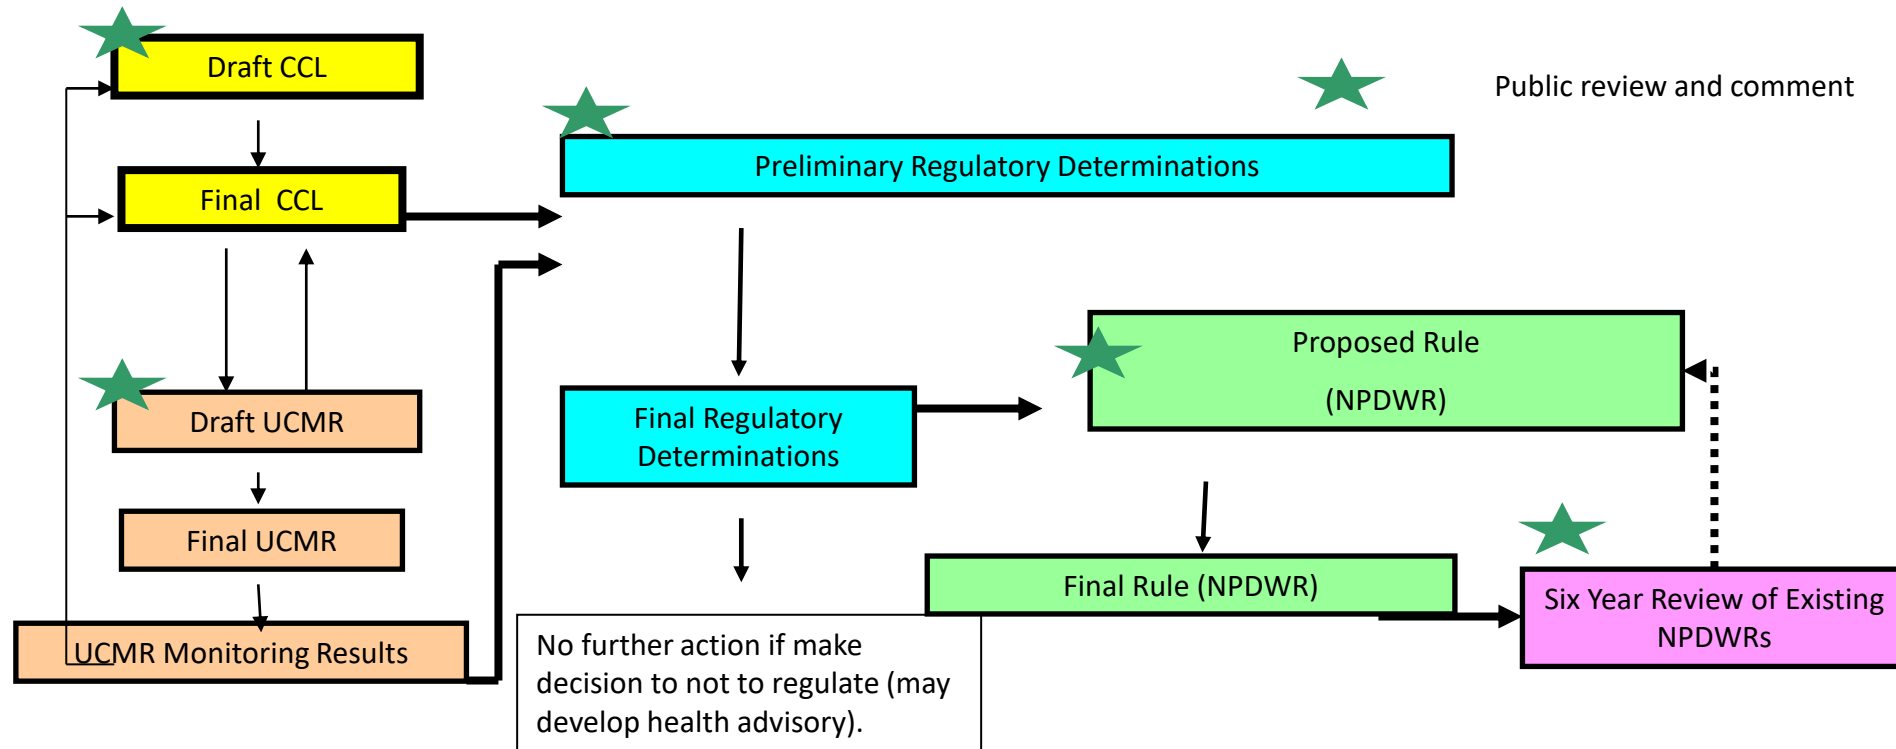 Draft CCL
Public review and comment
Preliminary Regulatory Determinations
Final CCL
Proposed Rule
(NPDWR)
Draft UCMR
Final Regulatory
Determinations
Final UCMR
Final Rule (NPDWR)
Six Year Review of Existing
NPDWRs
UCMR Monitoring Results
No further action if make
decision to not to regulate (may
develop health advisory).